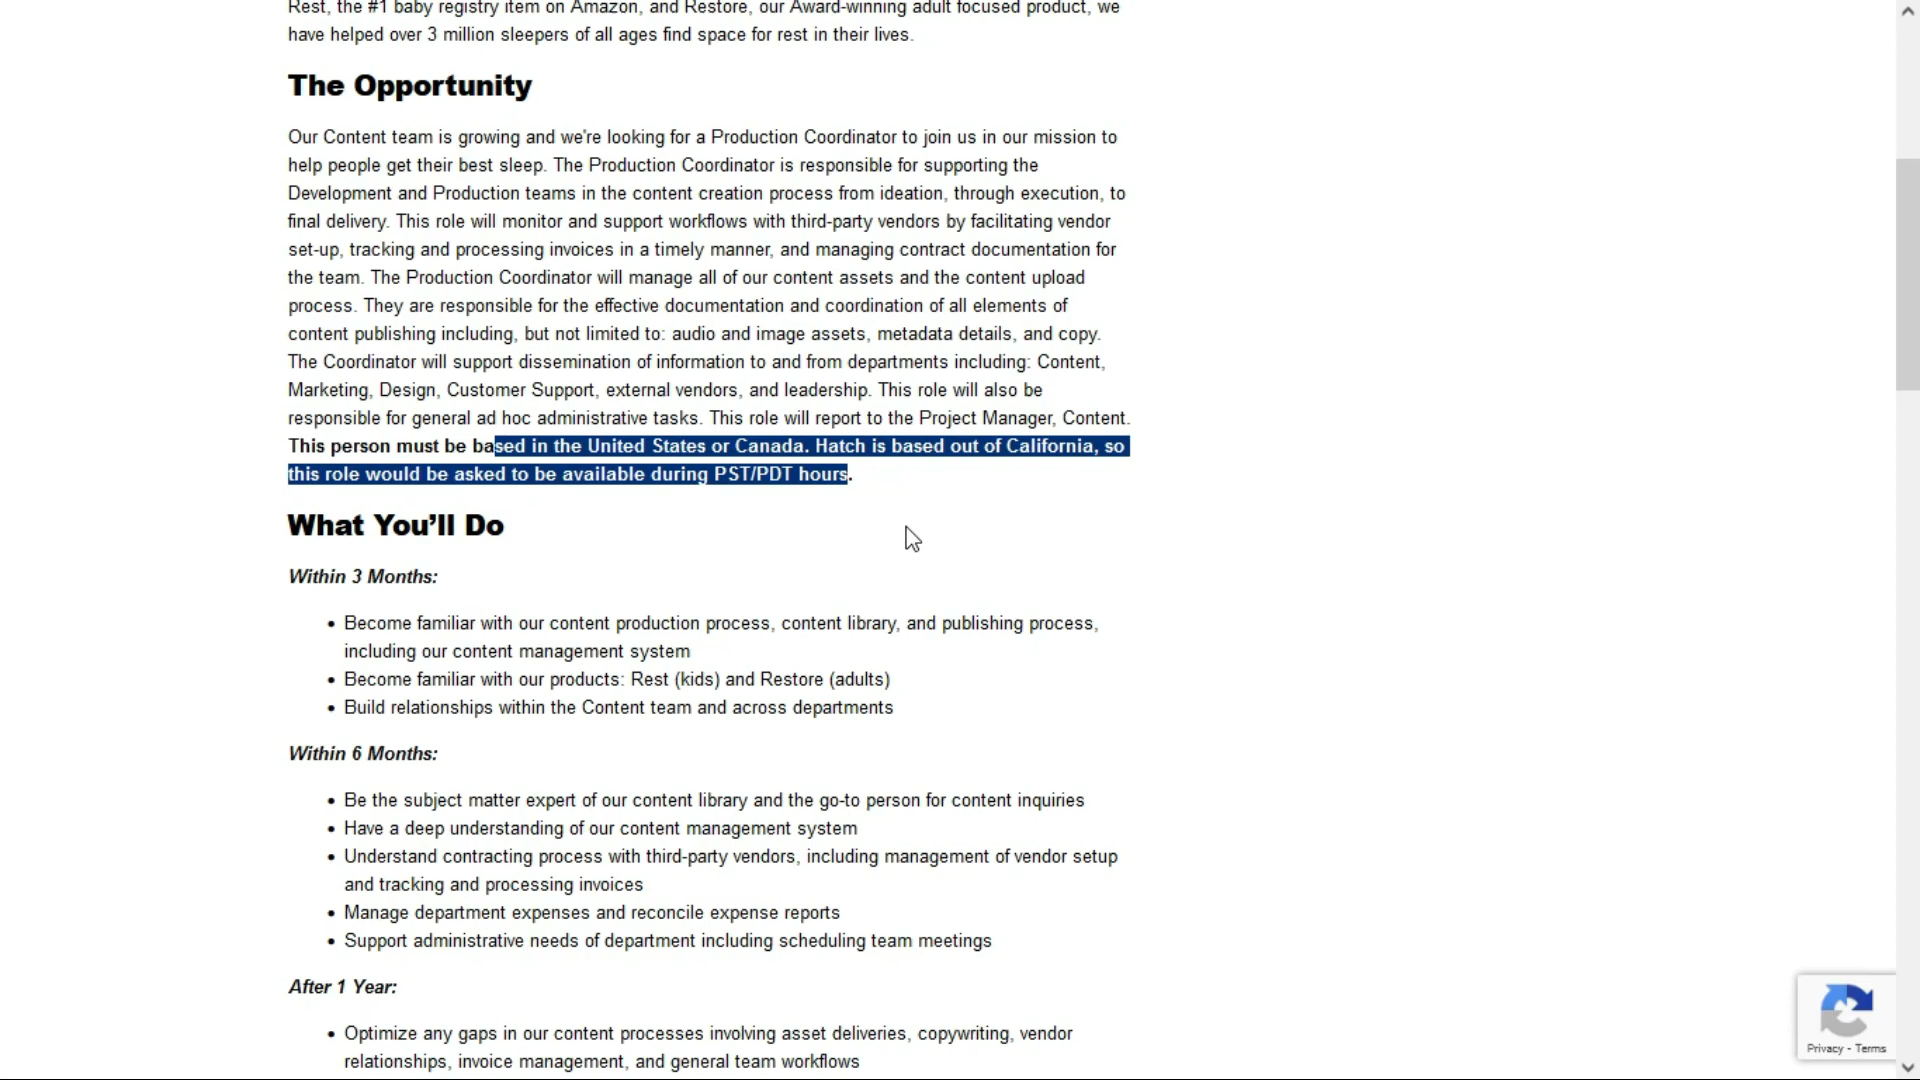 Rest, the #1 baby registry item on Amazon, and Restore, our Award-winning adult focused product, we
have helped over 3 million sleepers of all ages find space for rest in their lives.
The Opportunity
Our Content team is growing and we're looking for a Production Coordinator to join us in our mission to
help people get their best sleep. The Production Coordinator is responsible for supporting the
Development and Production teams in the content creation process from ideation, through execution, to
final delivery. This role will monitor and support workflows with third-party vendors by facilitating vendor
set-up, tracking and processing invoices in a timely manner, and managing contract documentation for
the team. The Production Coordinator will manage all of our content assets and the content upload
process. They are responsible for the effective documentation and coordination of all elements of
content publishing including, but not limited to: audio and image assets, metadata details, and copy.
The Coordinator will support dissemination of information to and from departments including: Content,
Marketing, Design, Customer Support, external vendors, and leadership. This role will also be
responsible for general ad hoc administrative tasks. This role will report to the Project Manager, Content.
This person must be based in the United States or Canada. Hatch is based out of California, so
this role would be asked to be available during PST/PDT hours.
What You’ll Do
Within 3 Months:
• Become familiar with our content production process, content library, and publishing process,
including our content management system
• Become familiar with our products: Rest (kids) and Restore (adults)
• Build relationships within the Content team and across departments
Within 6 Months:
• Be the subject matter expert of our content library and the go-to person for content inquiries
• Have a deep understanding of our content management system
• Understand contracting process with third-party vendors, including management of vendor setup
and tracking and processing invoices
• Manage department expenses and reconcile expense reports
• Support administrative needs of department including scheduling team meetings
After 1 Year:
• Optimize any gaps in our content processes involving asset deliveries, copywriting, vendor
relationships, invoice management, and general team workflows
Privacy - Terms